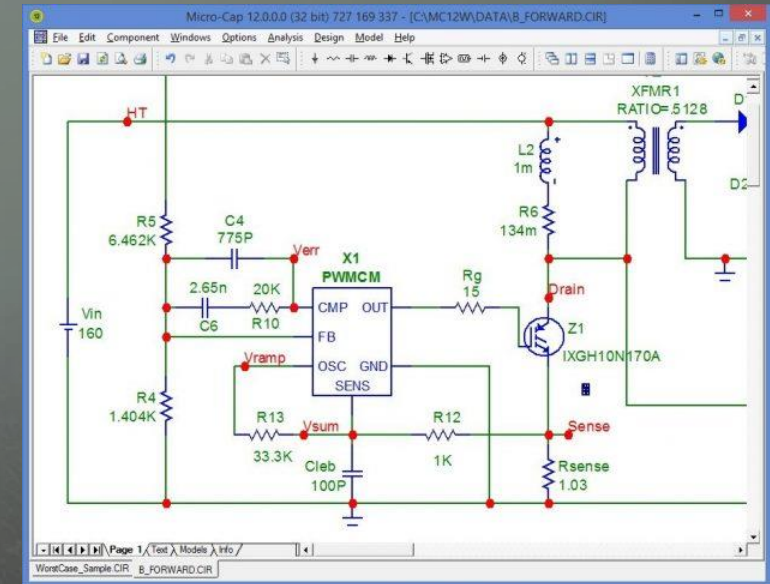 Micro-Cap 12.0.0.0 (32 bit) 727 169 337 - [C:\MC12W\DATA\B_FORWARD.CIR]
File Edit Component Windows Options Analysis Design Model Help
XFMR1
RATIO=.5128
HT
D
L2
1m
D2
R5
6.462K
C4
775P
R6
134m
Verr
X1
PWMCM
Rg
15
Drain
2.65n
20K
C6
R10
CMP OUT
FB
OSC GND
SENS
Vin
160
Z1
IXGH10N170A
Vramp
R4
1.404K
R13
33.3K
Vsum
R12
1K
Sense
Cleb
100P
Rsense
1.03
Page 1 Text Models Info
WorstCase_Sample.CIR B_FORWARD.CIR